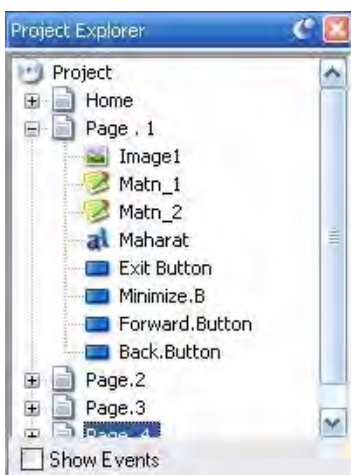 Project Explorer
Project
Home
Page . 1
Image1
Matn_1
Matn_2
Maharat
Exit Button
Minimize.B
Forward.Button
Back.Button
Page.2
Page.3
Show Events